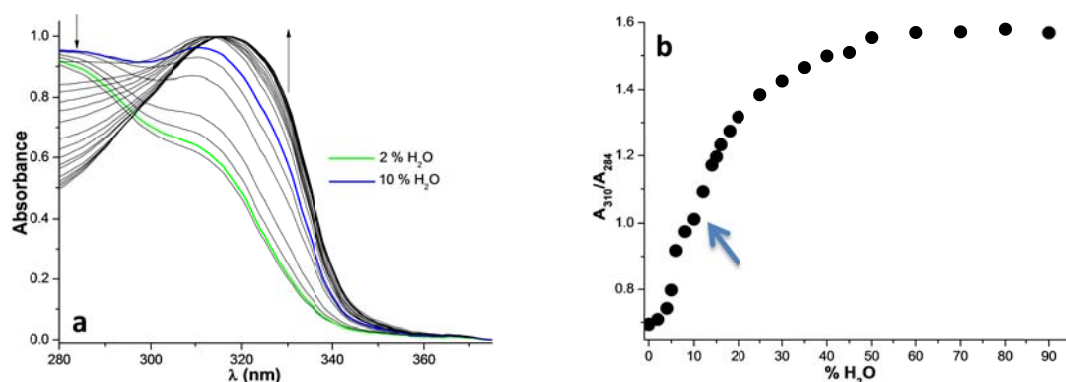 1.0
0.8
0.6
0.4
0.2
0.0
Absorbance
2 % H₂O
10 % H₂O
a
280 300 320 340 360
λ (nm)
b
1.6
1.4
1.2
1.0
0.8
A₃₁₀/A₂₈₄
0 10 20 30 40 50 60 70 80 90
% H₂O